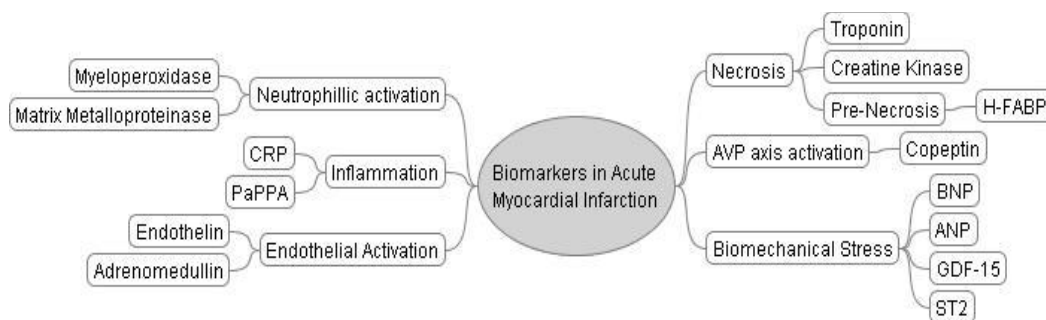 Biomarkers in Acute
Myocardial Infarction
Neutrophillic activation
Myeloperoxidase
Matrix Metalloproteinase
Inflammation
CRP
PaPPA
Endothelial Activation
Endothelin
Adrenomedullin
Necrosis
Troponin
Creatine Kinase
Pre-Necrosis
H-FABP
AVP axis activation
Copeptin
Biomechanical Stress
BNP
ANP
GDF-15
ST2